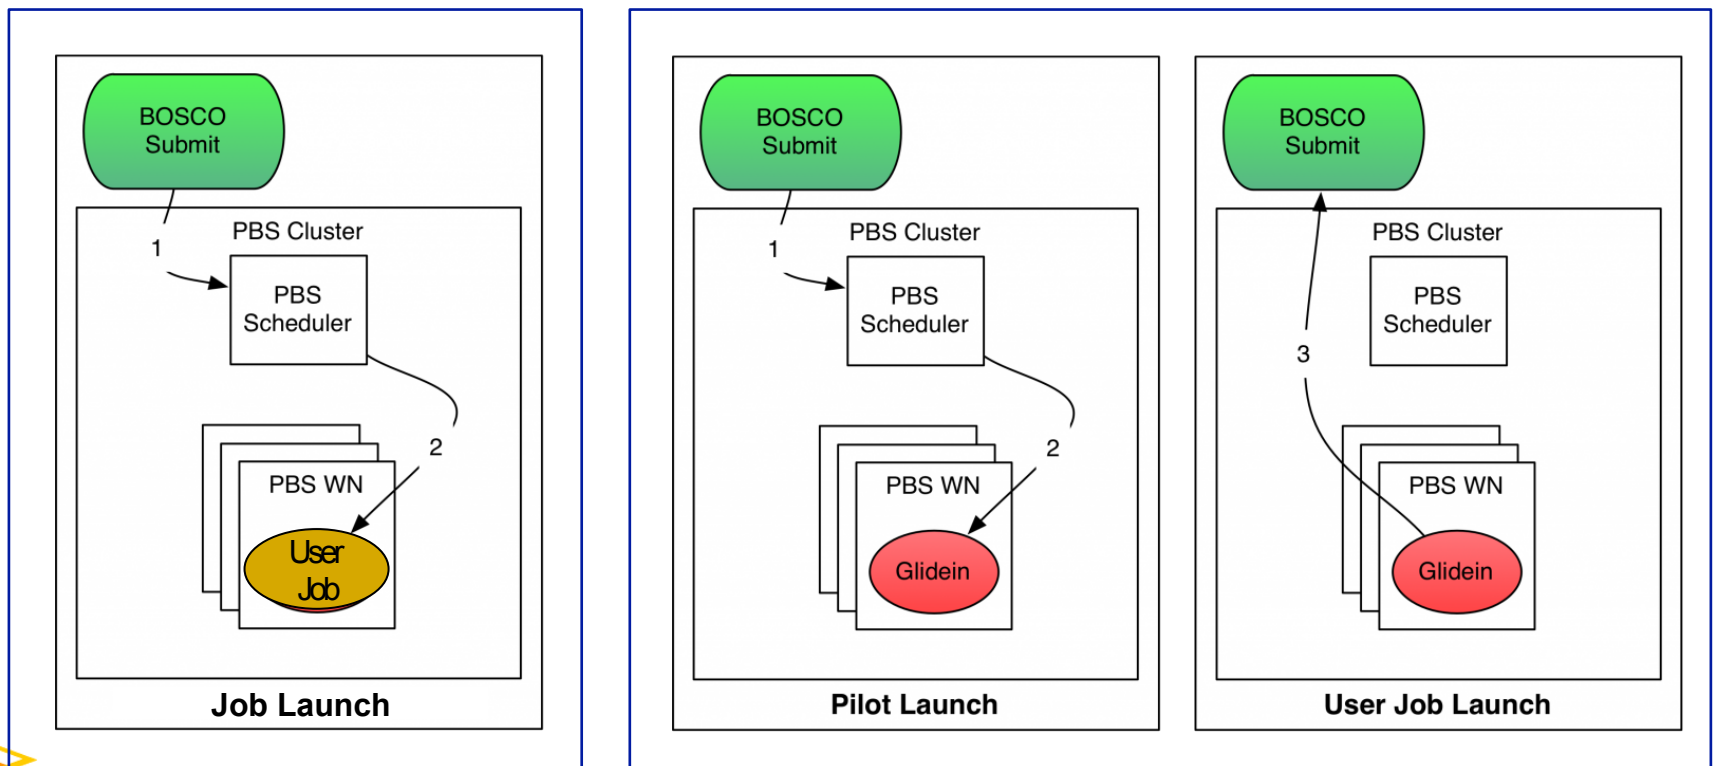 BOSCO
Submit
1
PBS Cluster
PBS
Scheduler
2
PBS WN
User
Job
Job Launch
BOSCO
Submit
1
PBS Cluster
PBS
Scheduler
2
PBS WN
Glidein
Pilot Launch
BOSCO
Submit
PBS Cluster
PBS
Scheduler
3
PBS WN
Glidein
User Job Launch